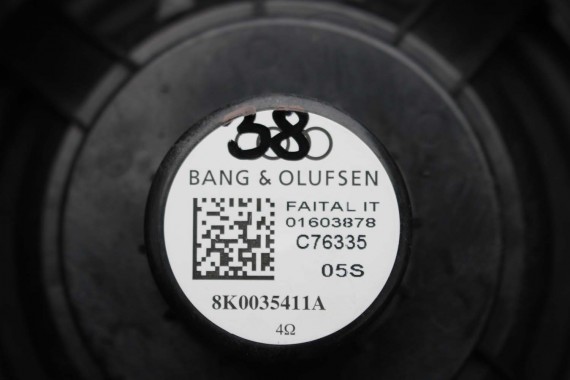 38
BANG & OLUFSEN
FAITAL IT
01603878
C76335
05S
8K0035411A
4Ω